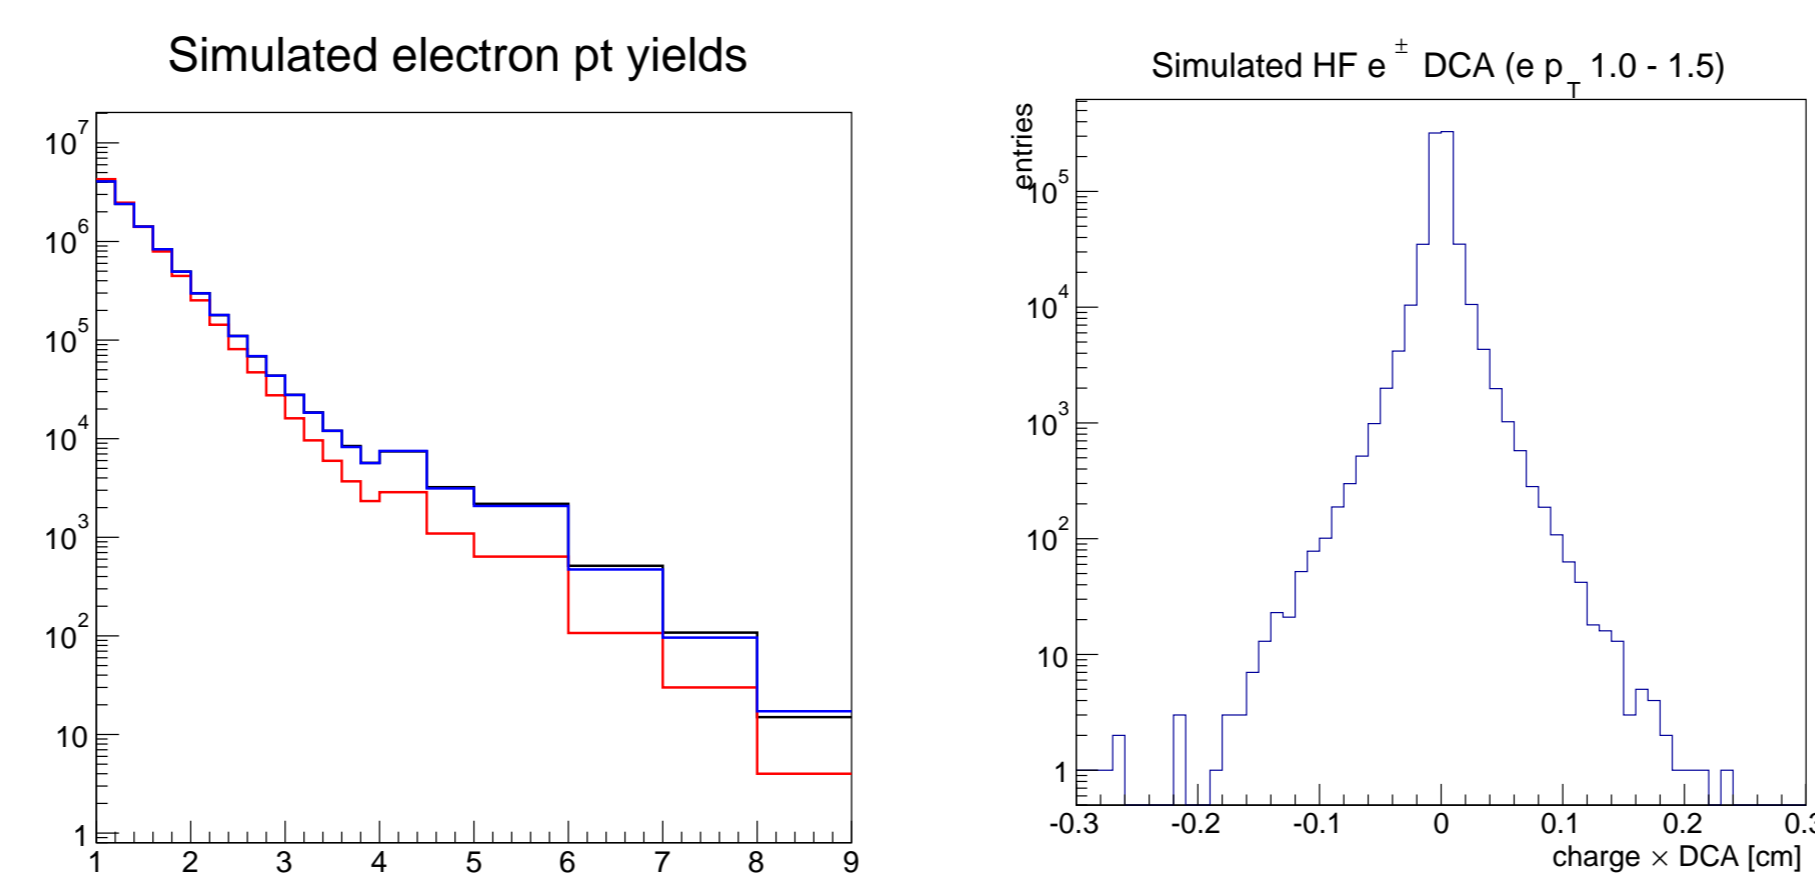 Simulated electron pt yields
10^7
10^6
10^5
10^4
10^3
10^2
10
1
1 2 3 4 5 6 7 8 9
Simulated HF e^± DCA (e p_T 1.0 - 1.5)
entries
10^5
10^4
10^3
10^2
10
1
-0.3 -0.2 -0.1 0 0.1 0.2 0.3
charge × DCA [cm]